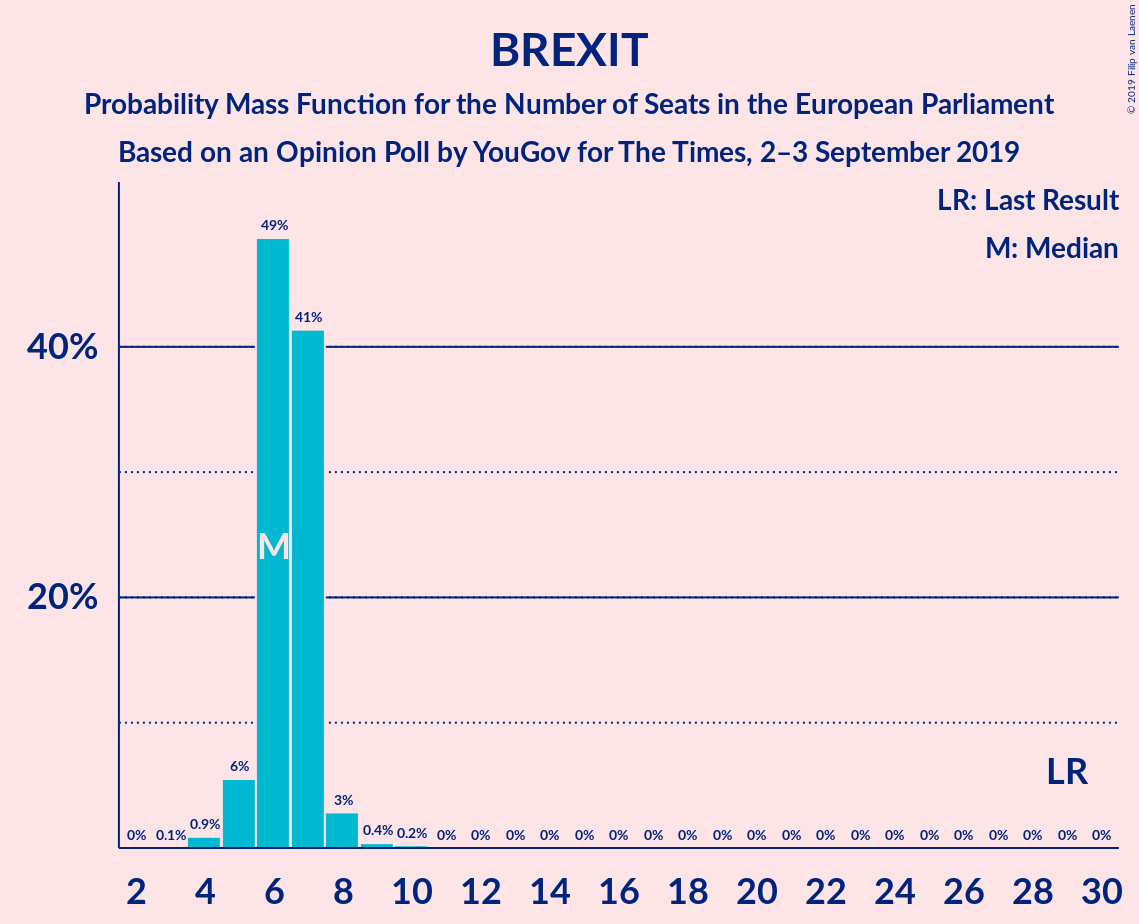 BREXIT
Probability Mass Function for the Number of Seats in the European Parliament
Based on an Opinion Poll by YouGov for The Times, 2–3 September 2019
© 2019 Filip van Laenen
LR: Last Result
M: Median
49%
41%
40%
M
20%
LR
6%
3%
0% 0.1% 0.9% 0.4% 0.2% 0% 0% 0% 0% 0% 0% 0% 0% 0% 0% 0% 0% 0% 0% 0% 0% 0% 0% 0% 0%
2 4 6 8 10 12 14 16 18 20 22 24 26 28 30